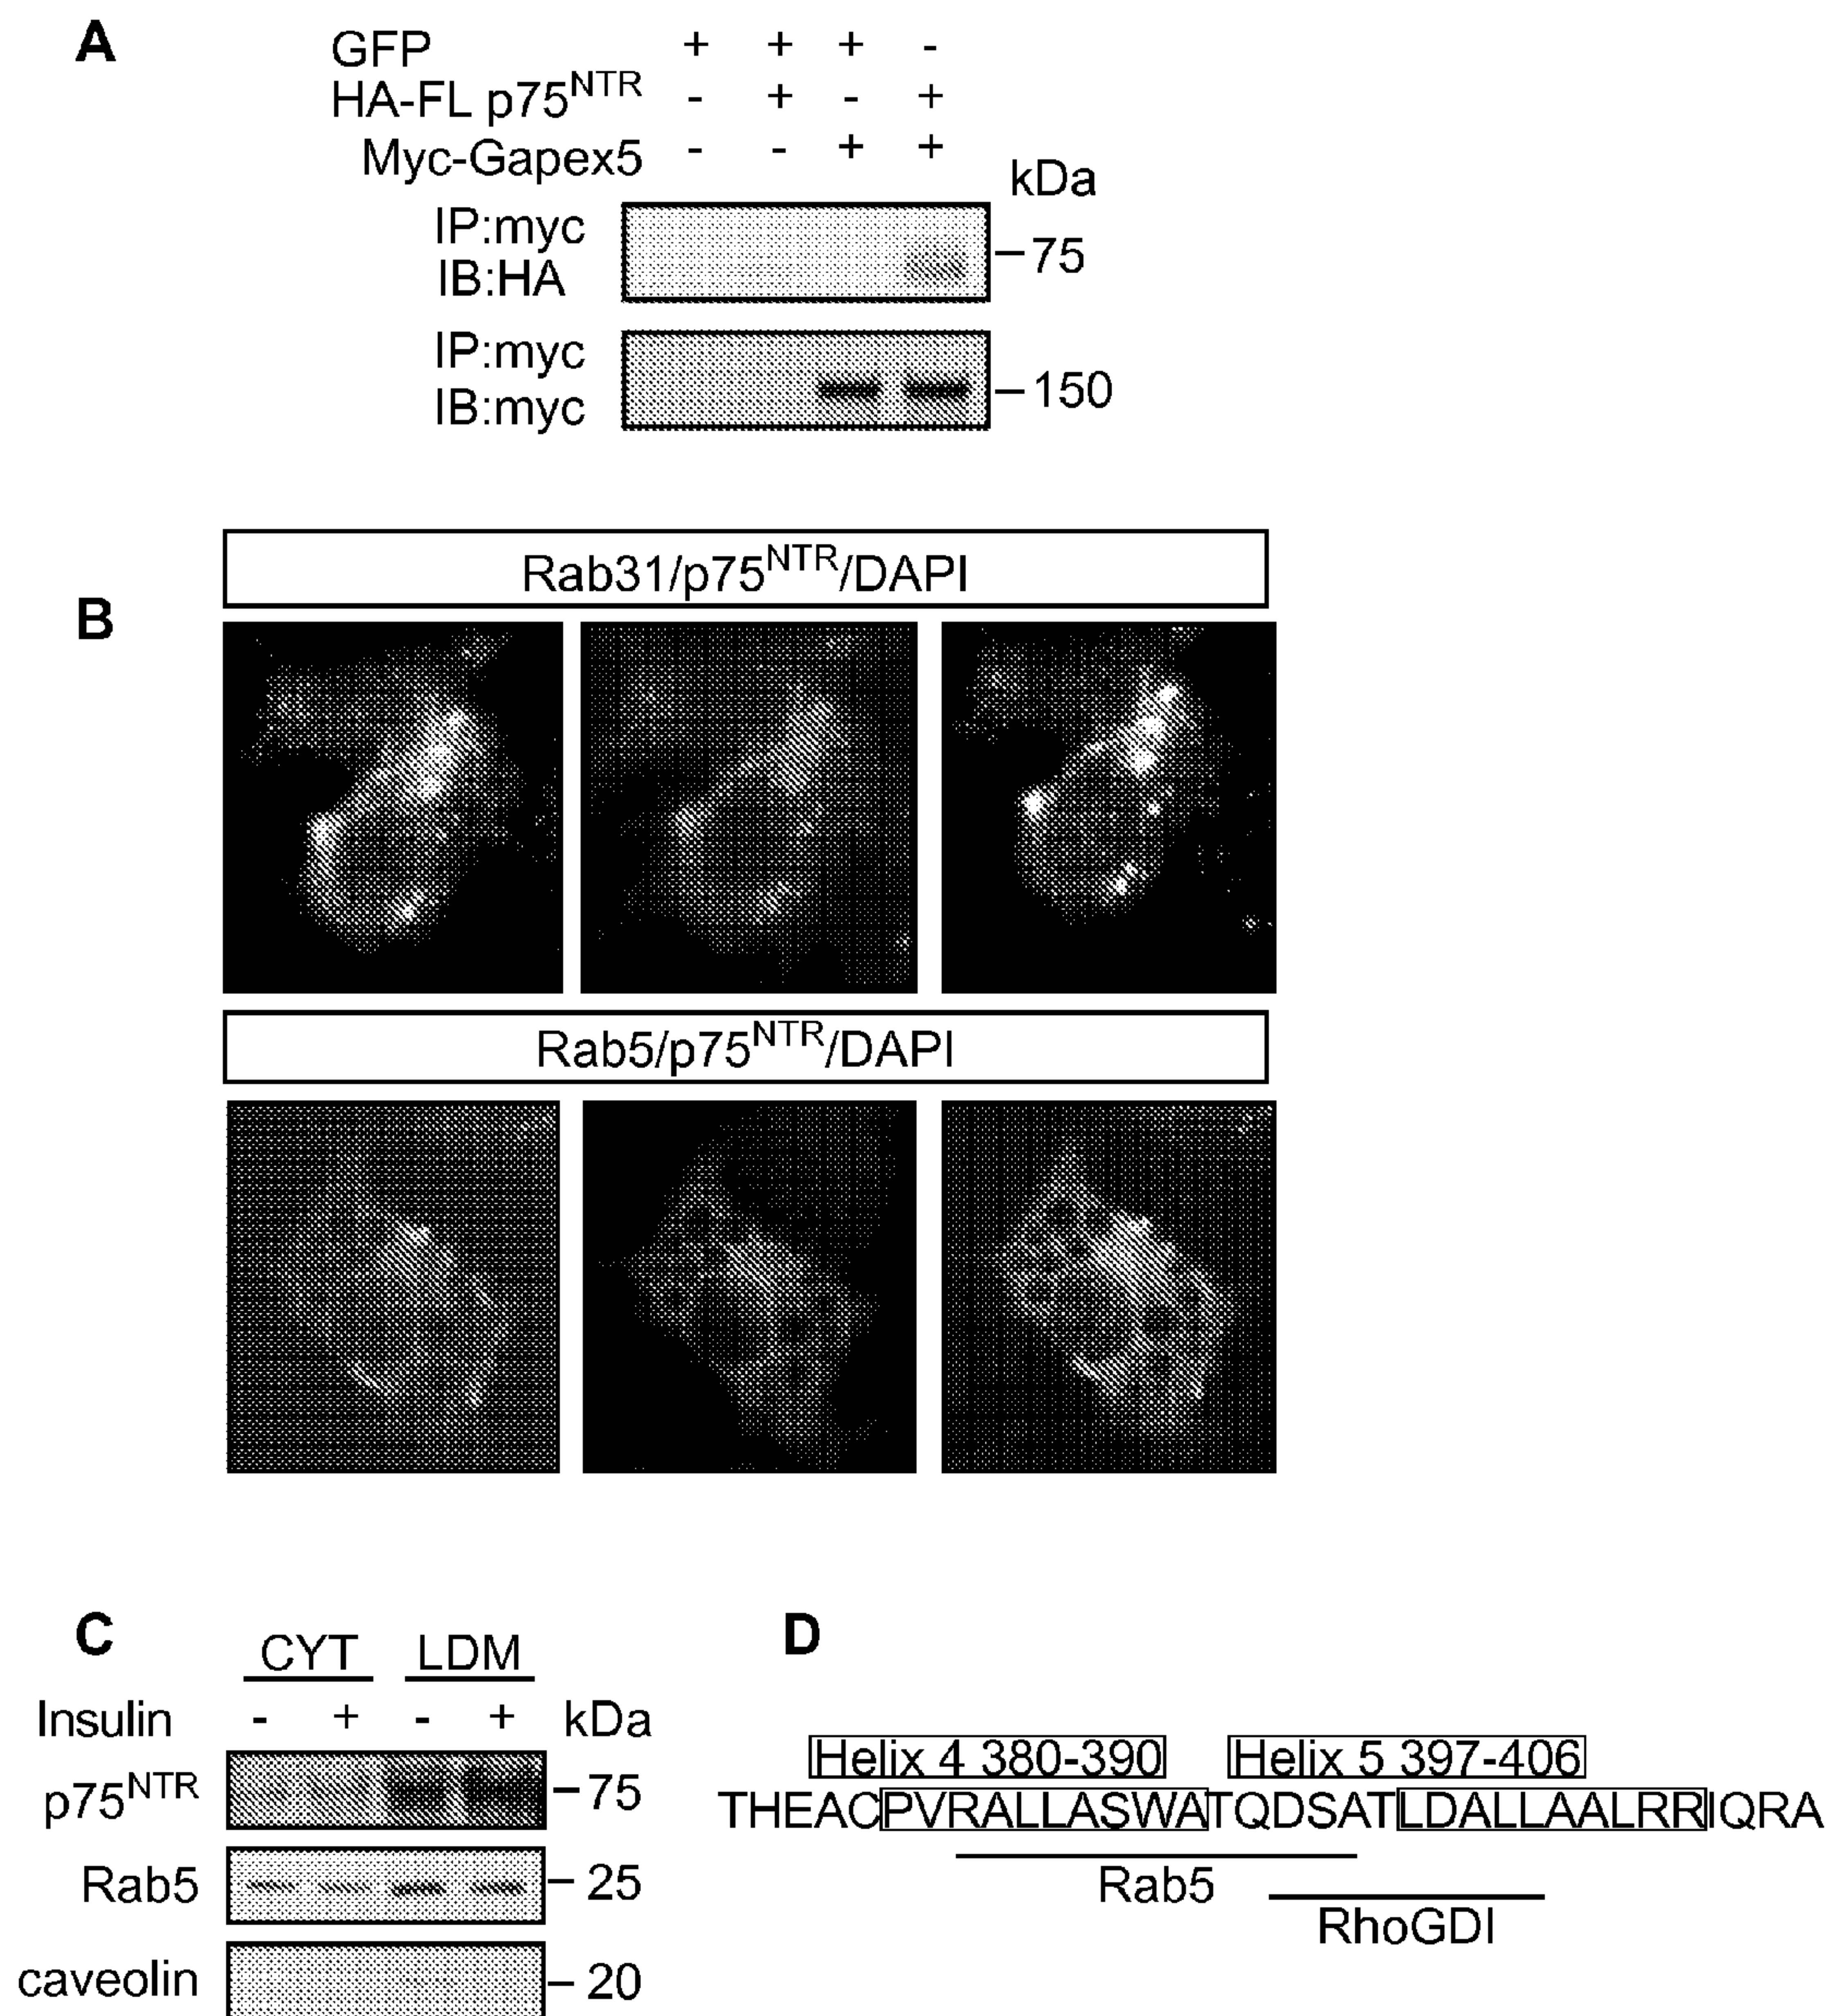 A
GFP + + + -
HA-FL p75NTR - + - +
Myc-Gapex5 - - + +
kDa
IP:myc
IB:HA
75
IP:myc
IB:myc
150
B
Rab31/p75NTR/DAPI
Rab5/p75NTR/DAPI
C
CYT LDM
Insulin - + - + kDa
p75NTR 75
Rab5 25
caveolin 20
D
Helix 4 380-390 Helix 5 397-406
THEACPVRALLASWATQDSATLDALLAALRRIQRA
Rab5
RhoGDI